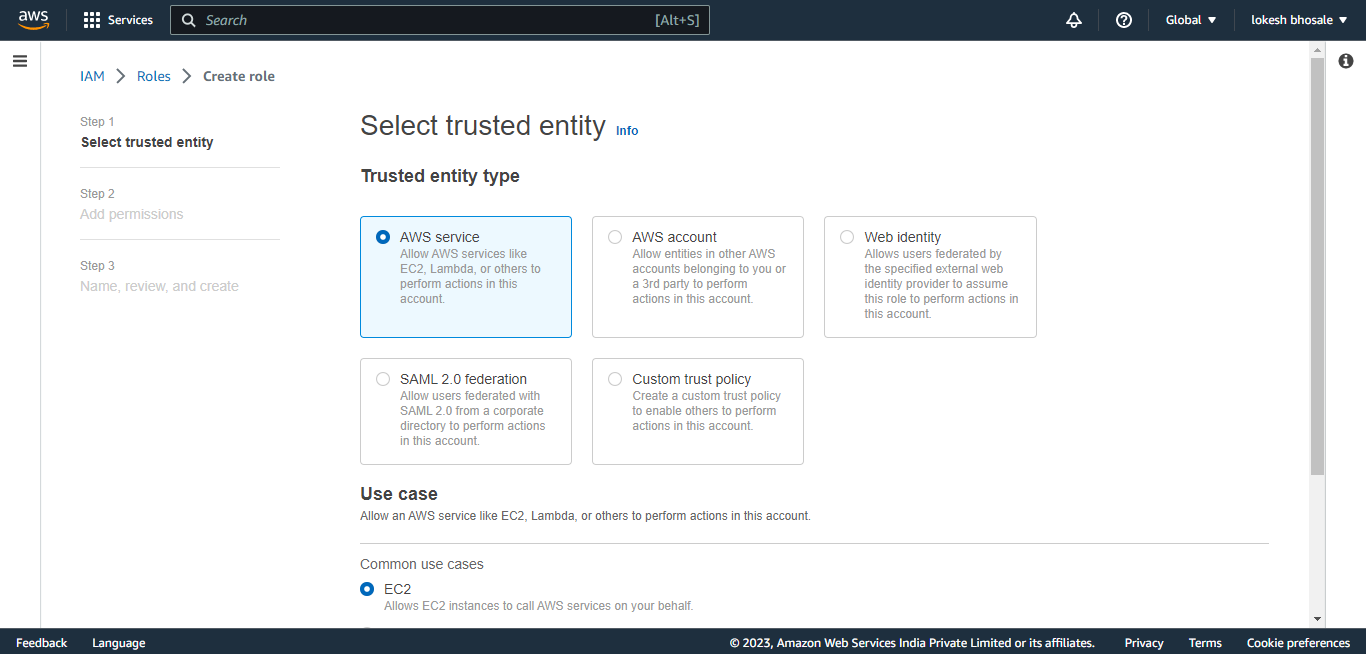 aws
Services
Search
[Alt+S]
Global
lokesh bhosale
IAM
Roles
Create role
Step 1
Select trusted entity
Step 2
Add permissions
Step 3
Name, review, and create
Select trusted entity
Info
Trusted entity type
AWS service
Allow AWS services like
EC2, Lambda, or others to
perform actions in this
account.
AWS account
Allow entities in other AWS
accounts belonging to you or
a 3rd party to perform
actions in this account.
Web identity
Allows users federated by
the specified external web
identity provider to assume
this role to perform actions in
this account.
SAML 2.0 federation
Allow users federated with
SAML 2.0 from a corporate
directory to perform actions
in this account.
Custom trust policy
Create a custom trust policy
to enable others to perform
actions in this account.
Use case
Allow an AWS service like EC2, Lambda, or others to perform actions in this account.
Common use cases
EC2
Allows EC2 instances to call AWS services on your behalf.
Feedback
Language
© 2023, Amazon Web Services India Private Limited or its affiliates.
Privacy
Terms
Cookie preferences